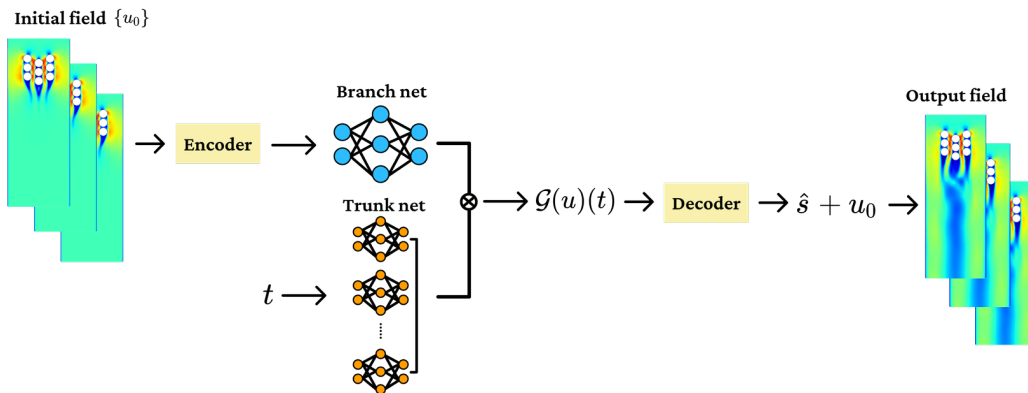 Initial field {u₀}
Branch net
Output field
Encoder
Trunk net
𝒢(u)(t)
Decoder
ŝ + u₀
t